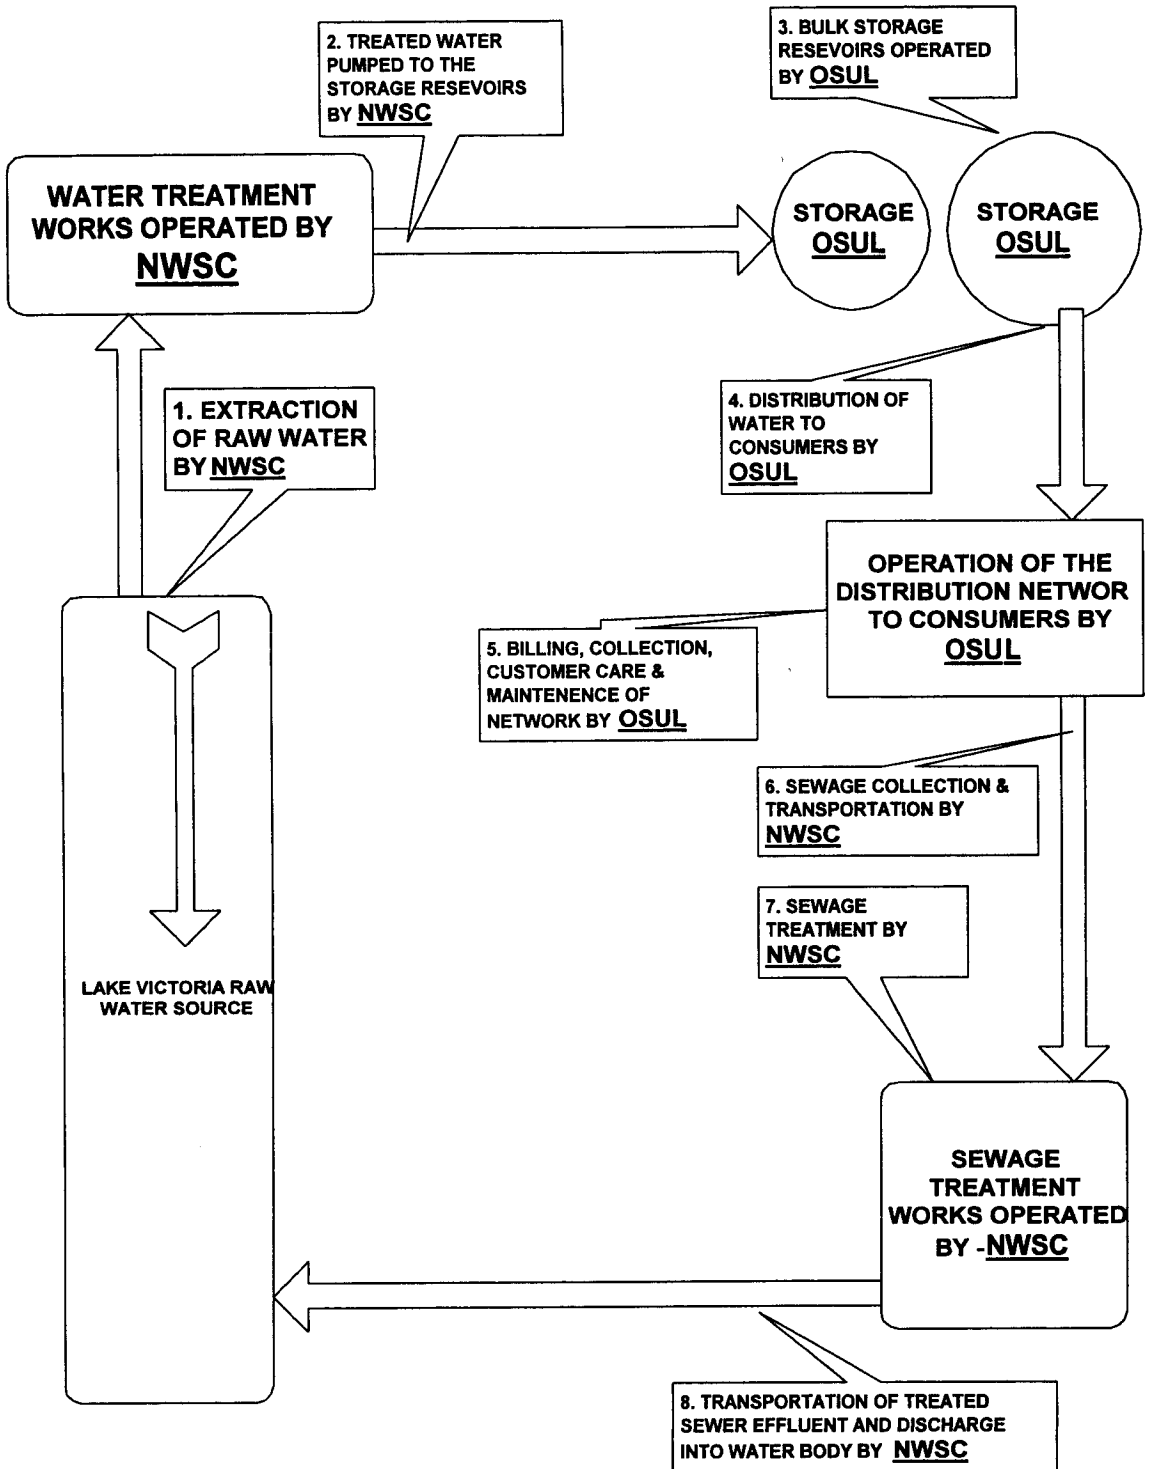 2. TREATED WATER
PUMPED TO THE
STORAGE RESEVOIRS
BY NWSC
3. BULK STORAGE
RESEVOIRS OPERATED
BY OSUL
WATER TREATMENT
WORKS OPERATED BY
NWSC
STORAGE
OSUL
STORAGE
OSUL
1. EXTRACTION
OF RAW WATER
BY NWSC
4. DISTRIBUTION OF
WATER TO
CONSUMERS BY
OSUL
OPERATION OF THE
DISTRIBUTION NETWOR
TO CONSUMERS BY
OSUL
5. BILLING, COLLECTION,
CUSTOMER CARE &
MAINTENENCE OF
NETWORK BY OSUL
6. SEWAGE COLLECTION &
TRANSPORTATION BY
NWSC
7. SEWAGE
TREATMENT BY
NWSC
LAKE VICTORIA RAW
WATER SOURCE
SEWAGE
TREATMENT
WORKS OPERATED
BY -NWSC
8. TRANSPORTATION OF TREATED
SEWER EFFLUENT AND DISCHARGE
INTO WATER BODY BY NWSC